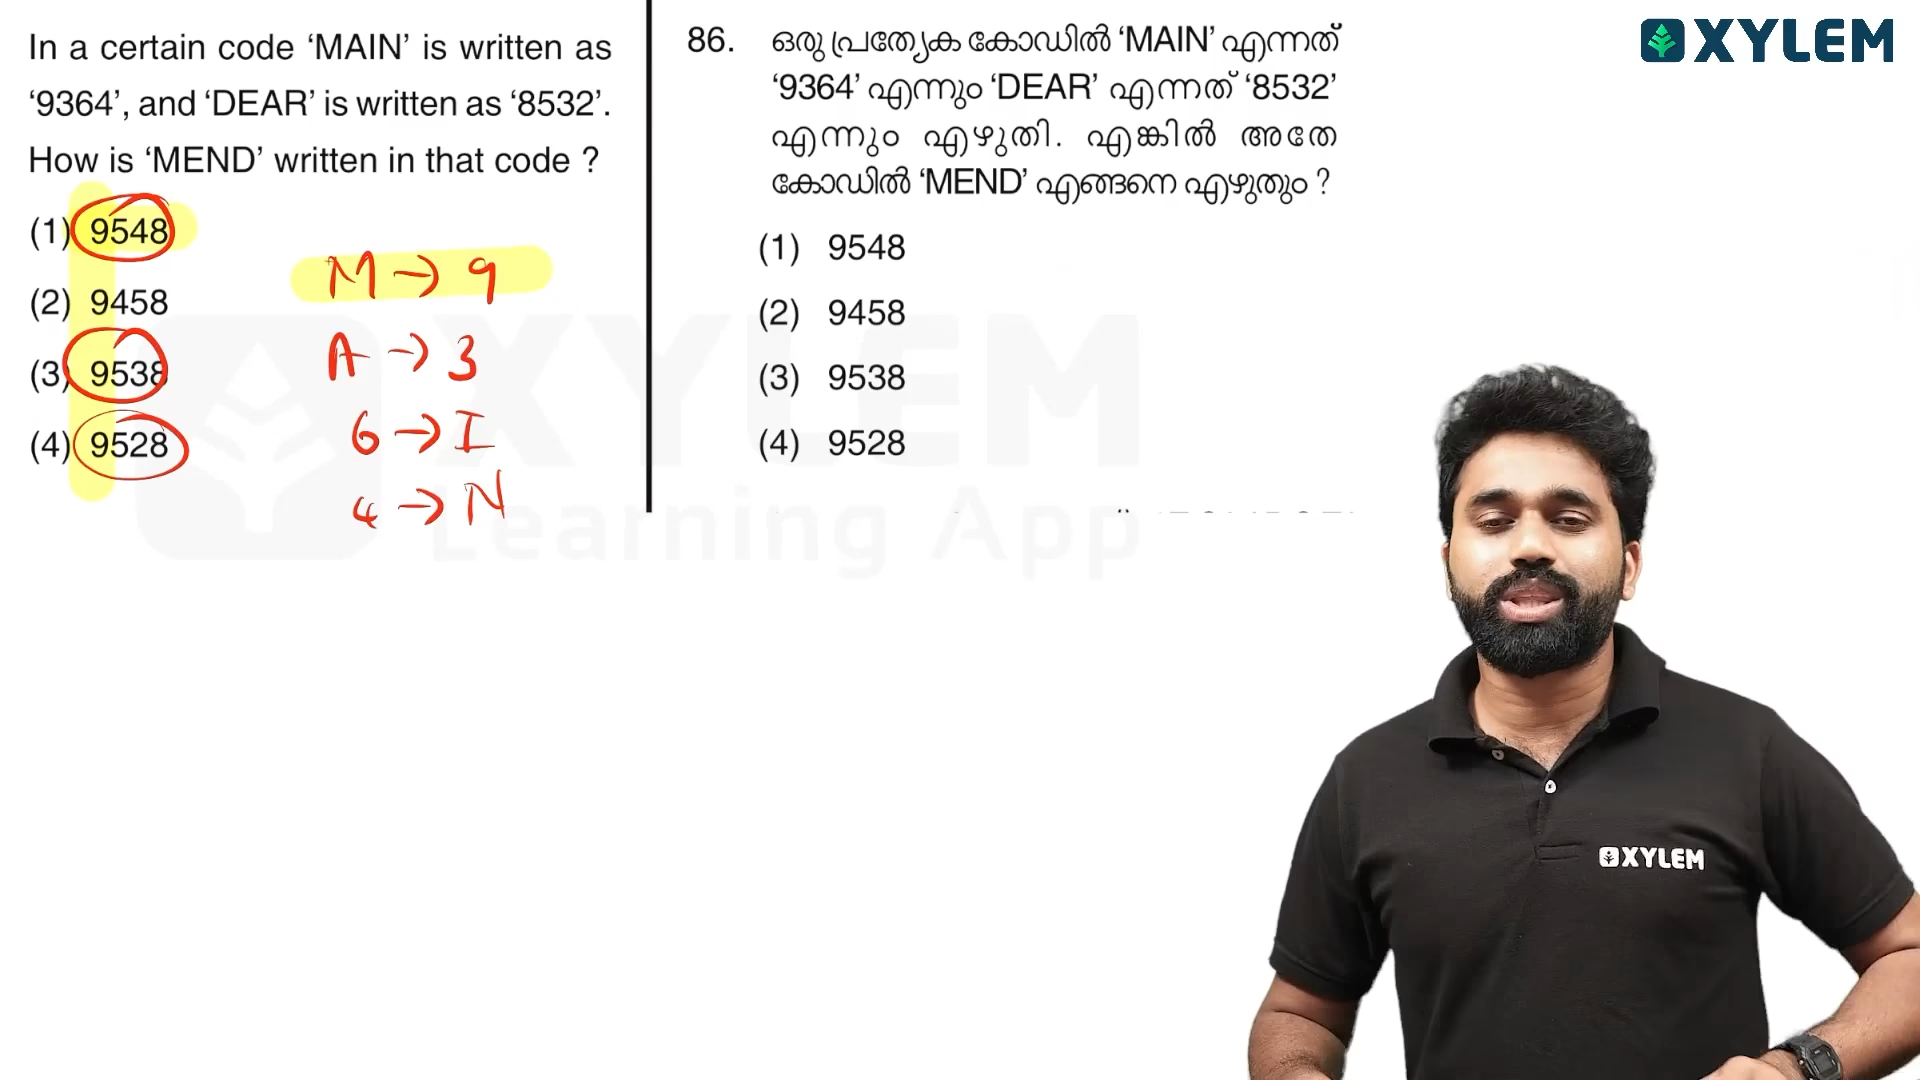 In a certain code ‘MAIN’ is written as
‘9364’, and ‘DEAR’ is written as ‘8532’.
How is ‘MEND’ written in that code ?
(1) 9548
(2) 9458
(3) 9538
(4) 9528
M → 9
A → 3
6 → I
4 → N
86. ഒരു പ്രത്യേക കോഡിൽ ‘MAIN’ എന്നത്
‘9364’ എന്നും ‘DEAR’ എന്നത് ‘8532’
എന്നും എഴുതി. എങ്കിൽ അതേ
കോഡിൽ ‘MEND’ എങ്ങനെ എഴുതും ?
(1) 9548
(2) 9458
(3) 9538
(4) 9528
XYLEM
XYLEM
Learning App
XYLEM